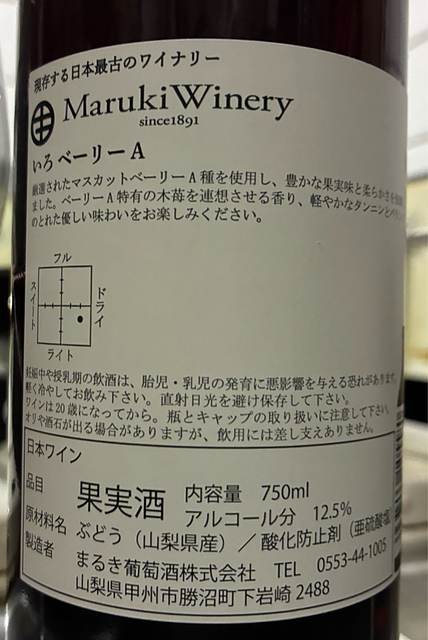 現存する日本最古のワイナリー
MarukiWinery
since1891
いろベーリーA
厳選されたマスカットベーリーA種を使用し、豊かな果実味と柔らかさを
ました。ベーリーA特有の木苺を連想させる香り、軽やかなタンニンと
のとれた優しい味わいをお楽しみください。
フル
スイート
ドライ
ライト
妊娠中や授乳期の飲酒は、胎児・乳児の発育に悪影響を与える恐れがあります。
軽く冷やしてお飲み下さい。直射日光を避け保存して下さい。
ワインは20歳になってから。瓶とキャップの取り扱いに注意して下さい。
オリや酒石が出る場合がありますが、飲用には差し支えありません。
日本ワイン
品目 果実酒 内容量 750ml
アルコール分 12.5%
原材料名 ぶどう（山梨県産）／酸化防止剤（亜硫酸塩
製造者 まるき葡萄酒株式会社 TEL 0553-44-1005
山梨県甲州市勝沼町下岩崎2488